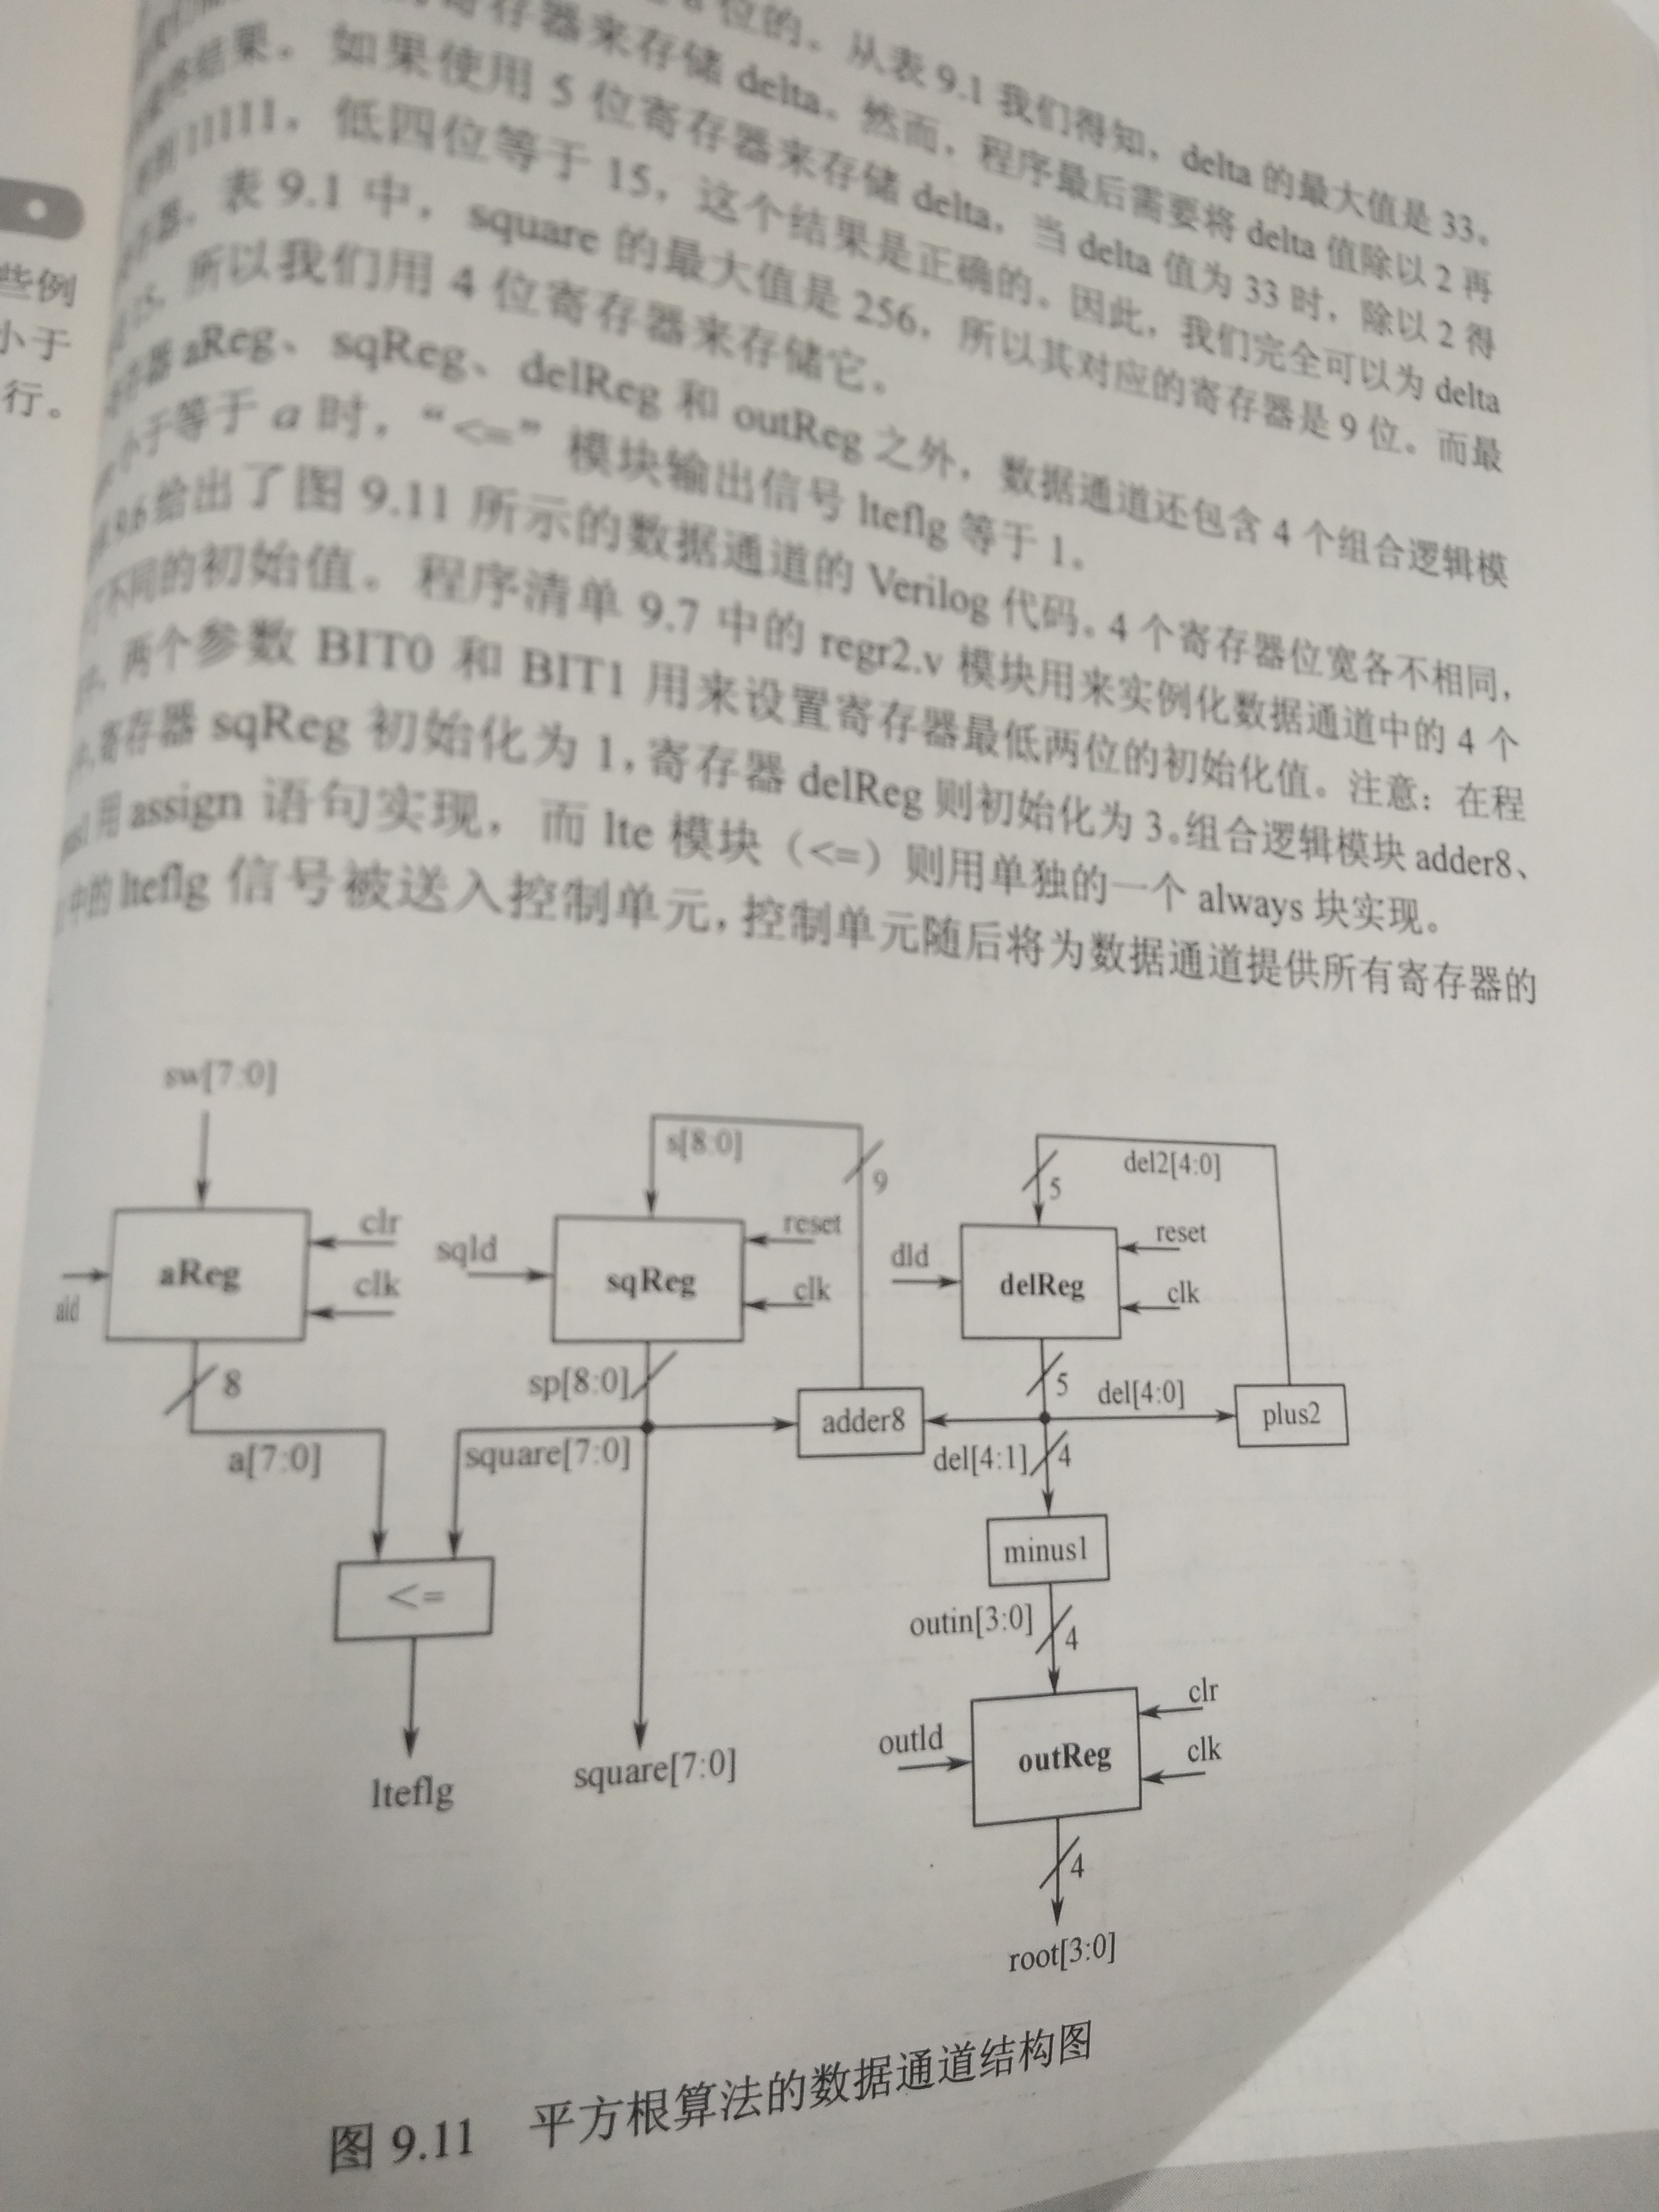 位的。从表 9.1 我们得知，delta 的最大值是 33。
寄存器来存储 delta。然而，程序最后需要将 delta 值除以 2 再
结果。如果使用 5 位寄存器来存储 delta，当 delta 值为 33 时，除以 2 得
11111，低四位等于 15，这个结果是正确的。因此，我们完全可以为 delta
存器。表 9.1 中，square 的最大值是 256，所以其对应的寄存器是 9 位。而最
15，所以我们用 4 位寄存器来存储它。
寄存器 aReg、sqReg、delReg 和 outReg 之外，数据通道还包含 4 个组合逻辑模
小于等于 a 时，“<=”模块输出信号 lteflg 等于 1。
9.6 给出了图 9.11 所示的数据通道的 Verilog 代码。4 个寄存器位宽各不相同，
不同的初始值。程序清单 9.7 中的 regr2.v 模块用来实例化数据通道中的 4 个
两个参数 BIT0 和 BIT1 用来设置寄存器最低两位的初始化值。注意：在程
寄存器 sqReg 初始化为 1，寄存器 delReg 则初始化为 3。组合逻辑模块 adder8、
用 assign 语句实现，而 lte 模块（<=）则用单独的一个 always 块实现。
中的 lteflg 信号被送入控制单元，控制单元随后将为数据通道提供所有寄存器的
些例
小于
行。
sw[7:0]
s[8:0]
9
5
del2[4:0]
aReg
clr
clk
ald
sqld
sqReg
reset
clk
dld
delReg
reset
clk
8
sp[8:0]
5
del[4:0]
adder8
plus2
a[7:0]
square[7:0]
del[4:1]
4
<=
minus1
outin[3:0]
4
lteflg
square[7:0]
outld
outReg
clr
clk
4
root[3:0]
图 9.11 平方根算法的数据通道结构图